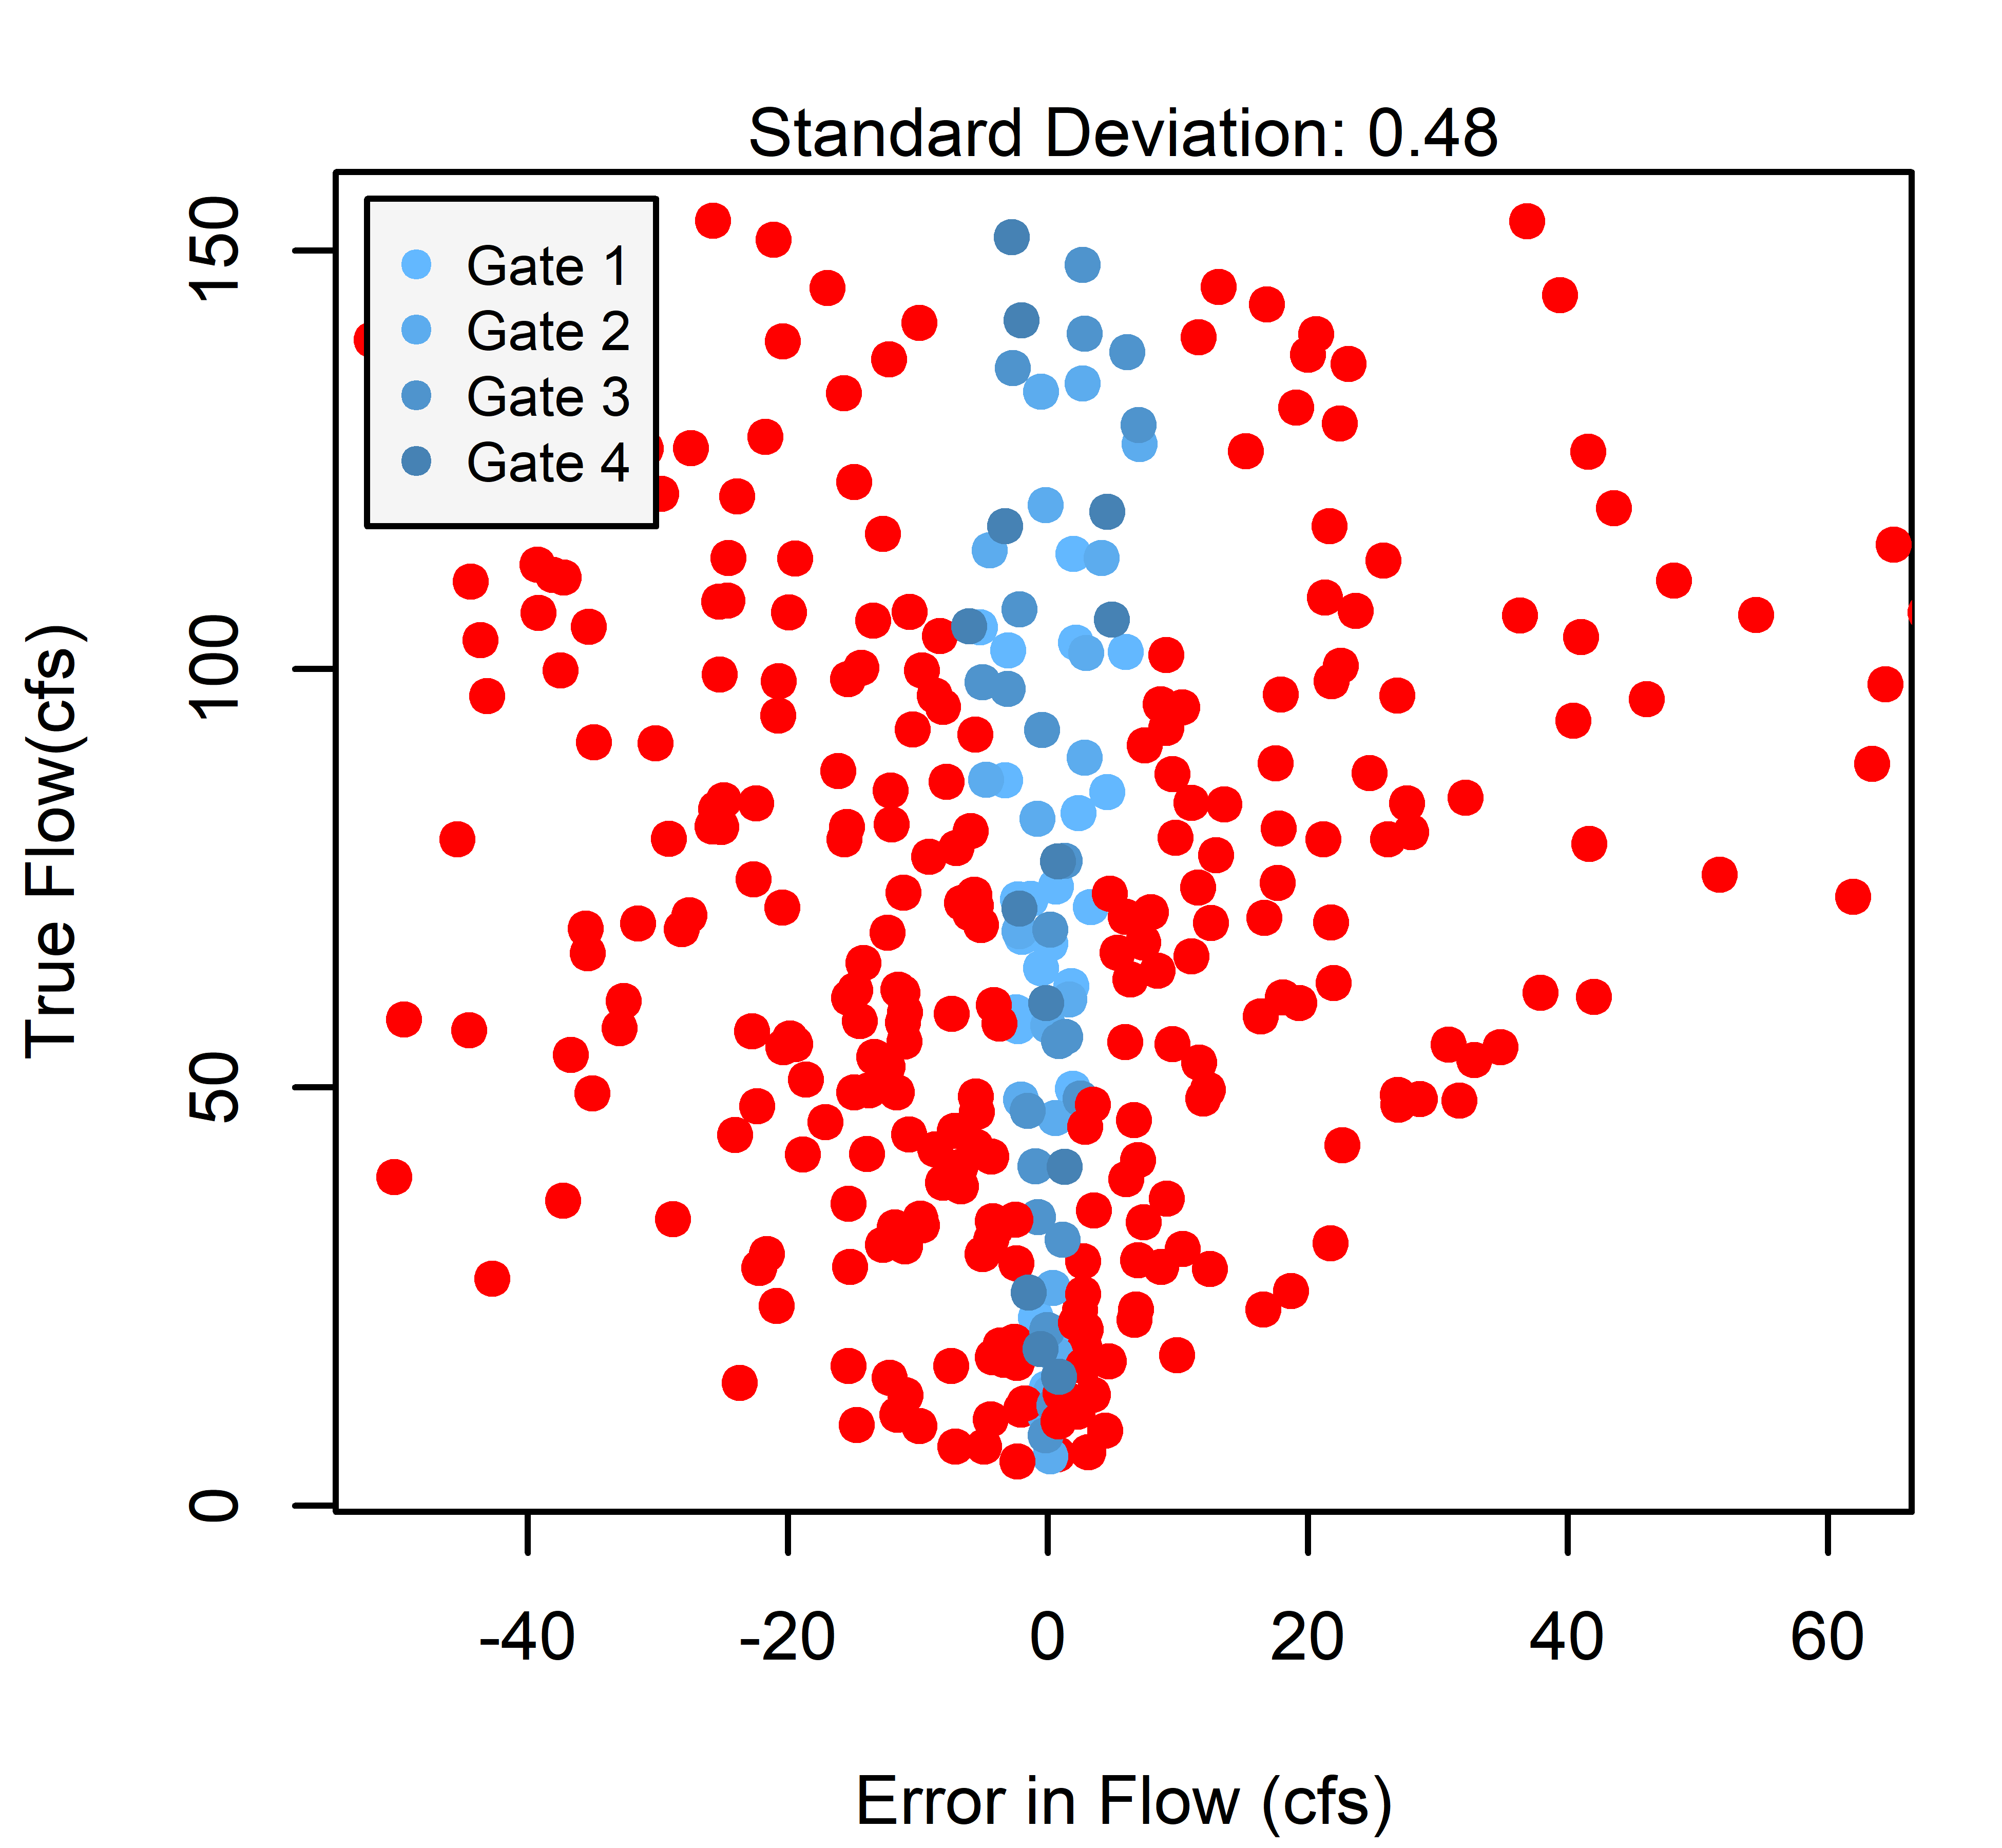 Standard Deviation: 0.48
Gate 1
Gate 2
Gate 3
Gate 4
True Flow(cfs)
150
100
50
0
-40 -20 0 20 40 60
Error in Flow (cfs)